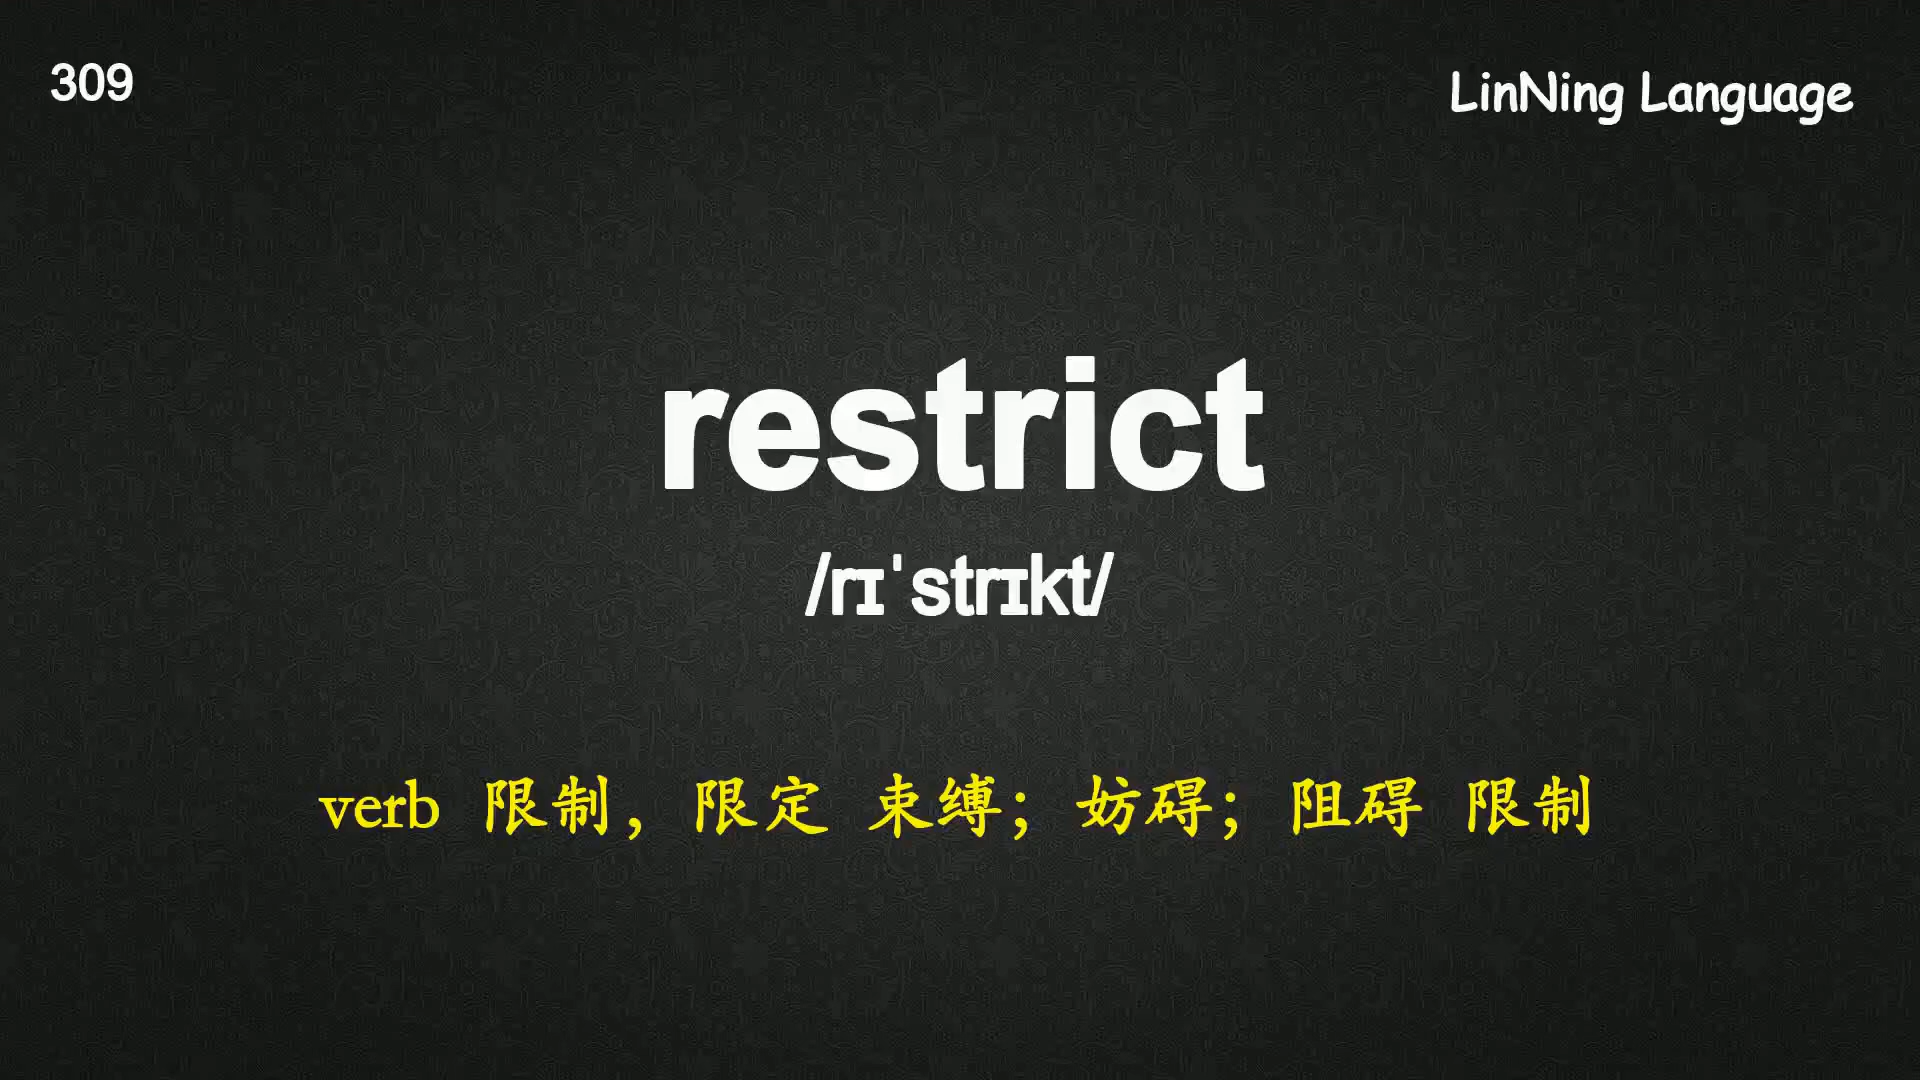 309
LinNing Language
restrict
/rɪˈstrɪkt/
verb 限制，限定 束缚；妨碍；阻碍 限制